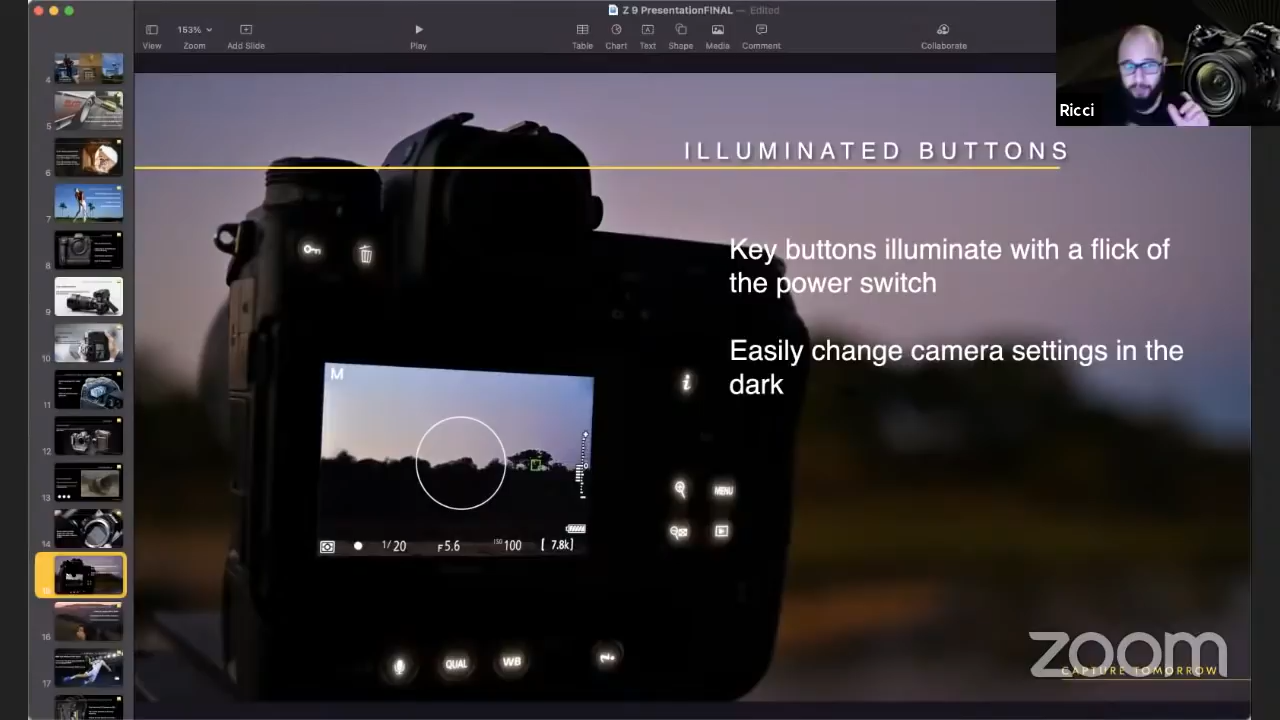 Z 9 PresentationFINAL — Edited
153%
View
Zoom
Add Slide
Play
Table
Chart
Text
Shape
Media
Comment
Collaborate
Ricci
4
5
6
7
8
9
10
11
12
13
14
16
17
ILLUMINATED BUTTONS
Key buttons illuminate with a flick of
the power switch
Easily change camera settings in the
dark
M
i
MENU
1/20
F5.6
ISO 100
[ 7.8k]
QUAL
WB
zoom
CAPTURE TOMORROW